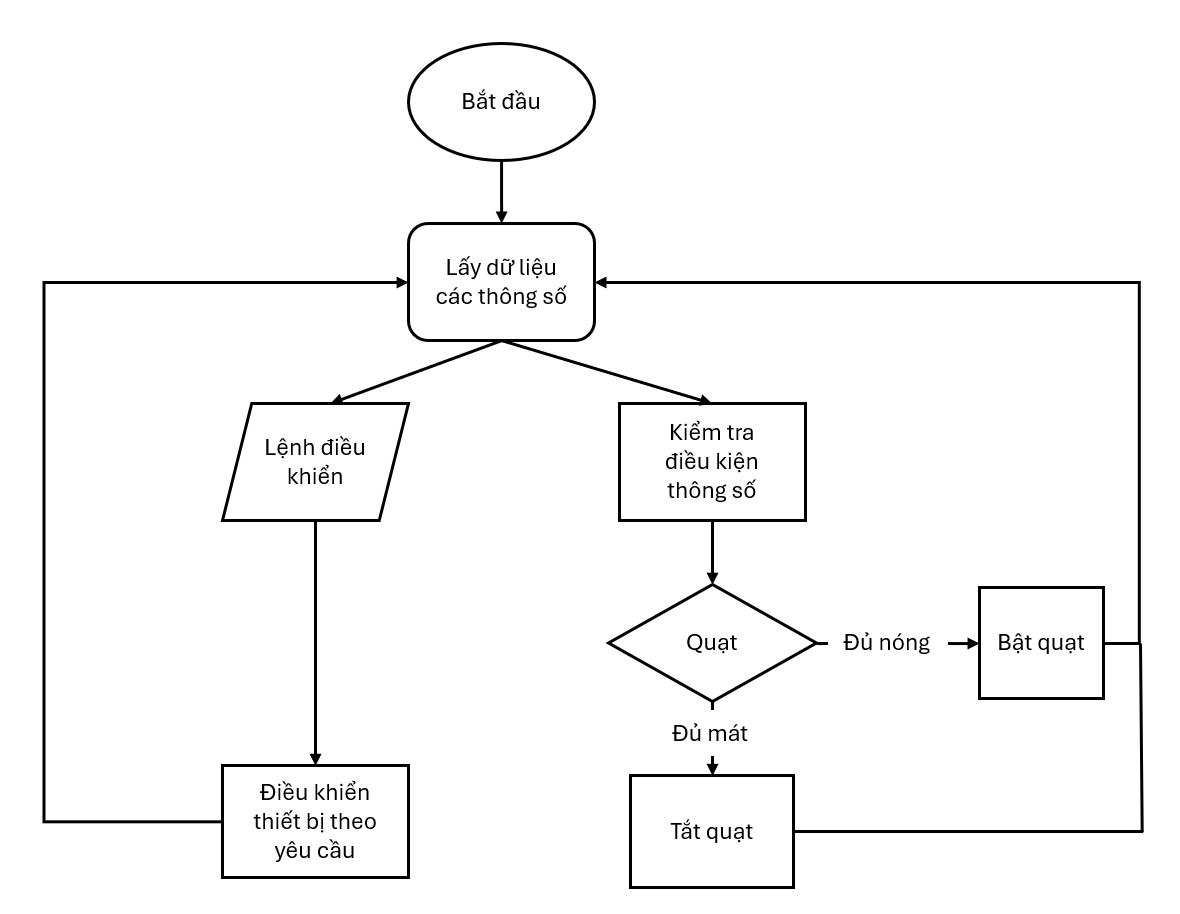 Bắt đầu
Lấy dữ liệu
các thông số
Lệnh điều
khiển
Kiểm tra
điều kiện
thông số
Quạt
Đủ nóng
Bật quạt
Đủ mát
Điều khiển
thiết bị theo
yêu cầu
Tắt quạt